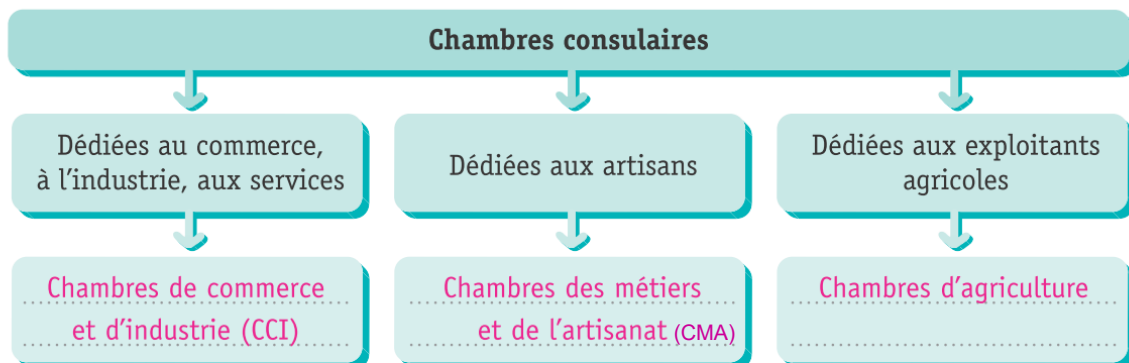 Chambres consulaires
Dédiées au commerce,
à l'industrie, aux services
Dédiées aux artisans
Dédiées aux exploitants
agricoles
Chambres de commerce
et d'industrie (CCI)
Chambres des métiers
et de l'artisanat (CMA)
Chambres d'agriculture